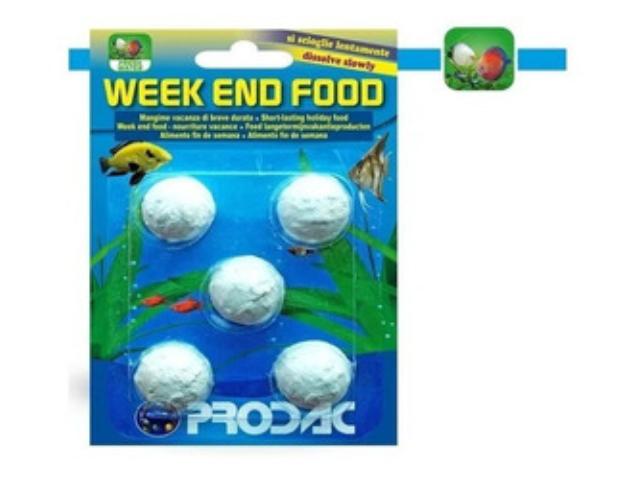 si scioglie lentamente
dissolve slowly
WEEK END FOOD
Mangime vacanza di breve durata • Short-lasting holiday food
Week end food - nourriture vacance • Food langetermijnvakantieproducten
Alimento fin de semana • Alimento fin de semana
PRODAC